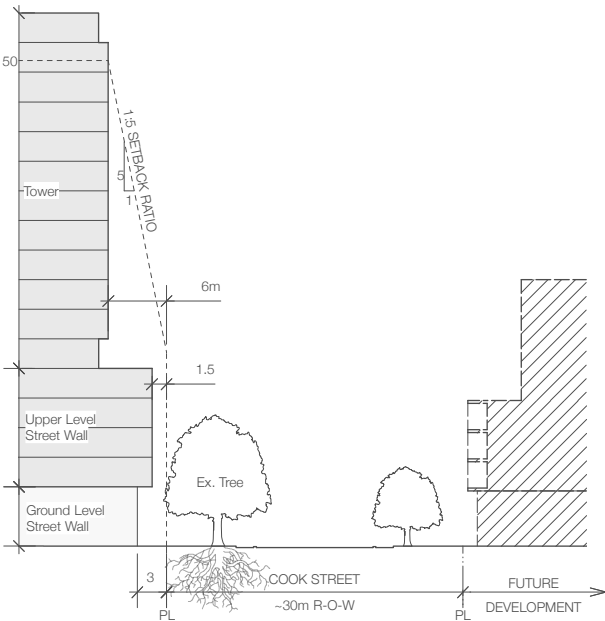 50
1:5 SETBACK RATIO
5
1
Tower
6m
1.5
Upper Level
Street Wall
Ex. Tree
Ground Level
Street Wall
3
COOK STREET
FUTURE
~30m R-O-W
DEVELOPMENT
PL
PL